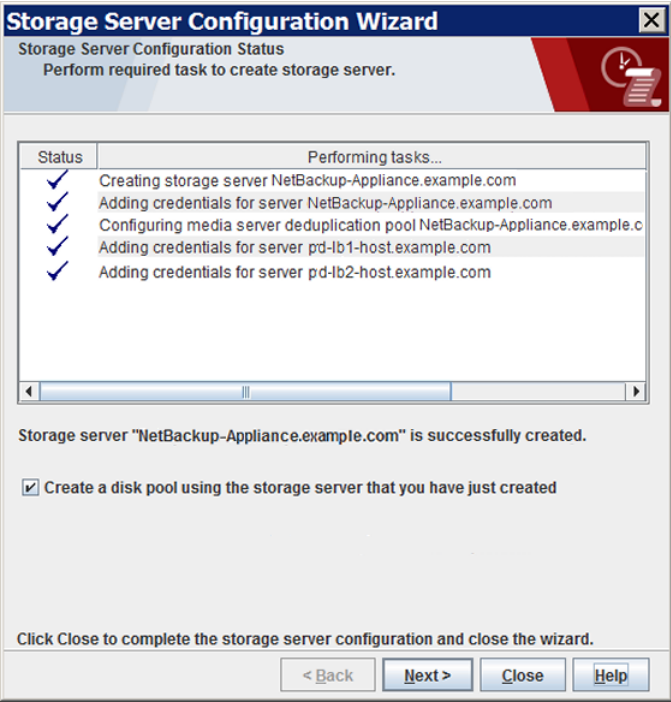 Storage Server Configuration Wizard
Storage Server Configuration Status
Perform required task to create storage server.
Status Performing tasks...
Creating storage server NetBackup-Appliance.example.com
Adding credentials for server NetBackup-Appliance.example.com
Configuring media server deduplication pool NetBackup-Appliance.example.c
Adding credentials for server prd-lb1-host.example.com
Adding credentials for server prd-lb2-host.example.com
Storage server "NetBackup-Appliance.example.com" is successfully created.
Create a disk pool using the storage server that you have just created
Click Close to complete the storage server configuration and close the wizard.
< Back Next > Close Help